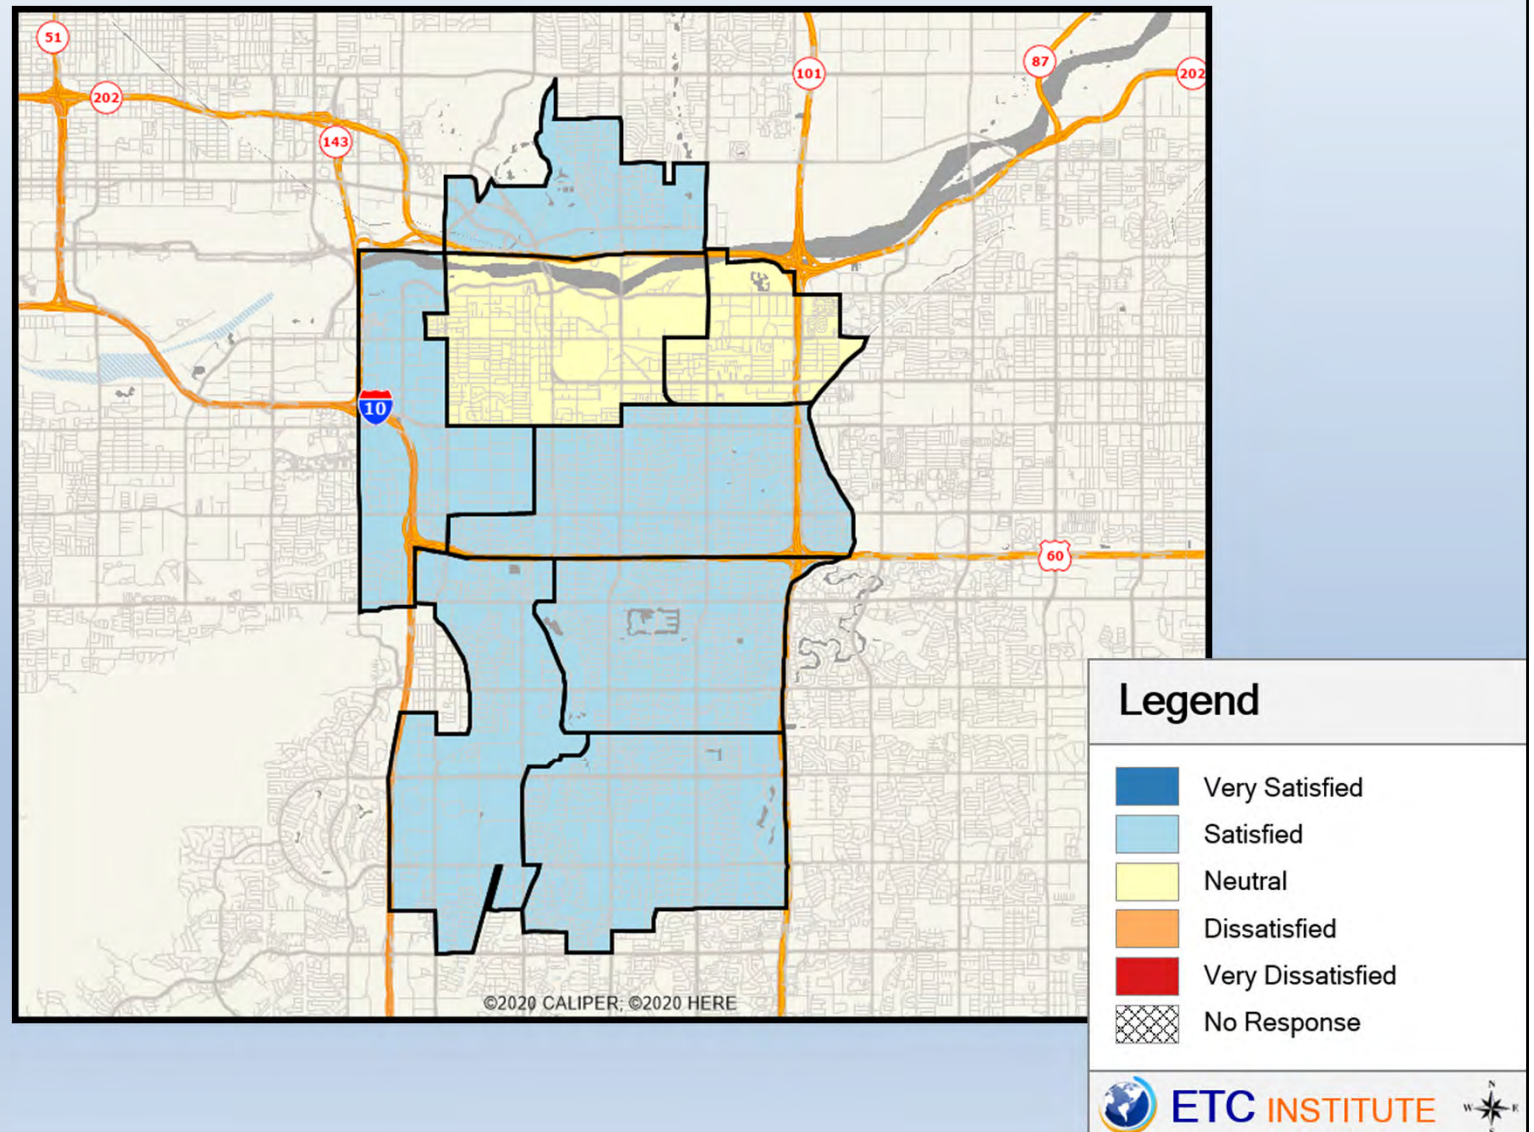 51
202
143
101
87
202
10
60
©2020 CALIPER; ©2020 HERE
Legend
Very Satisfied
Satisfied
Neutral
Dissatisfied
Very Dissatisfied
No Response
ETC INSTITUTE
N
W E
S